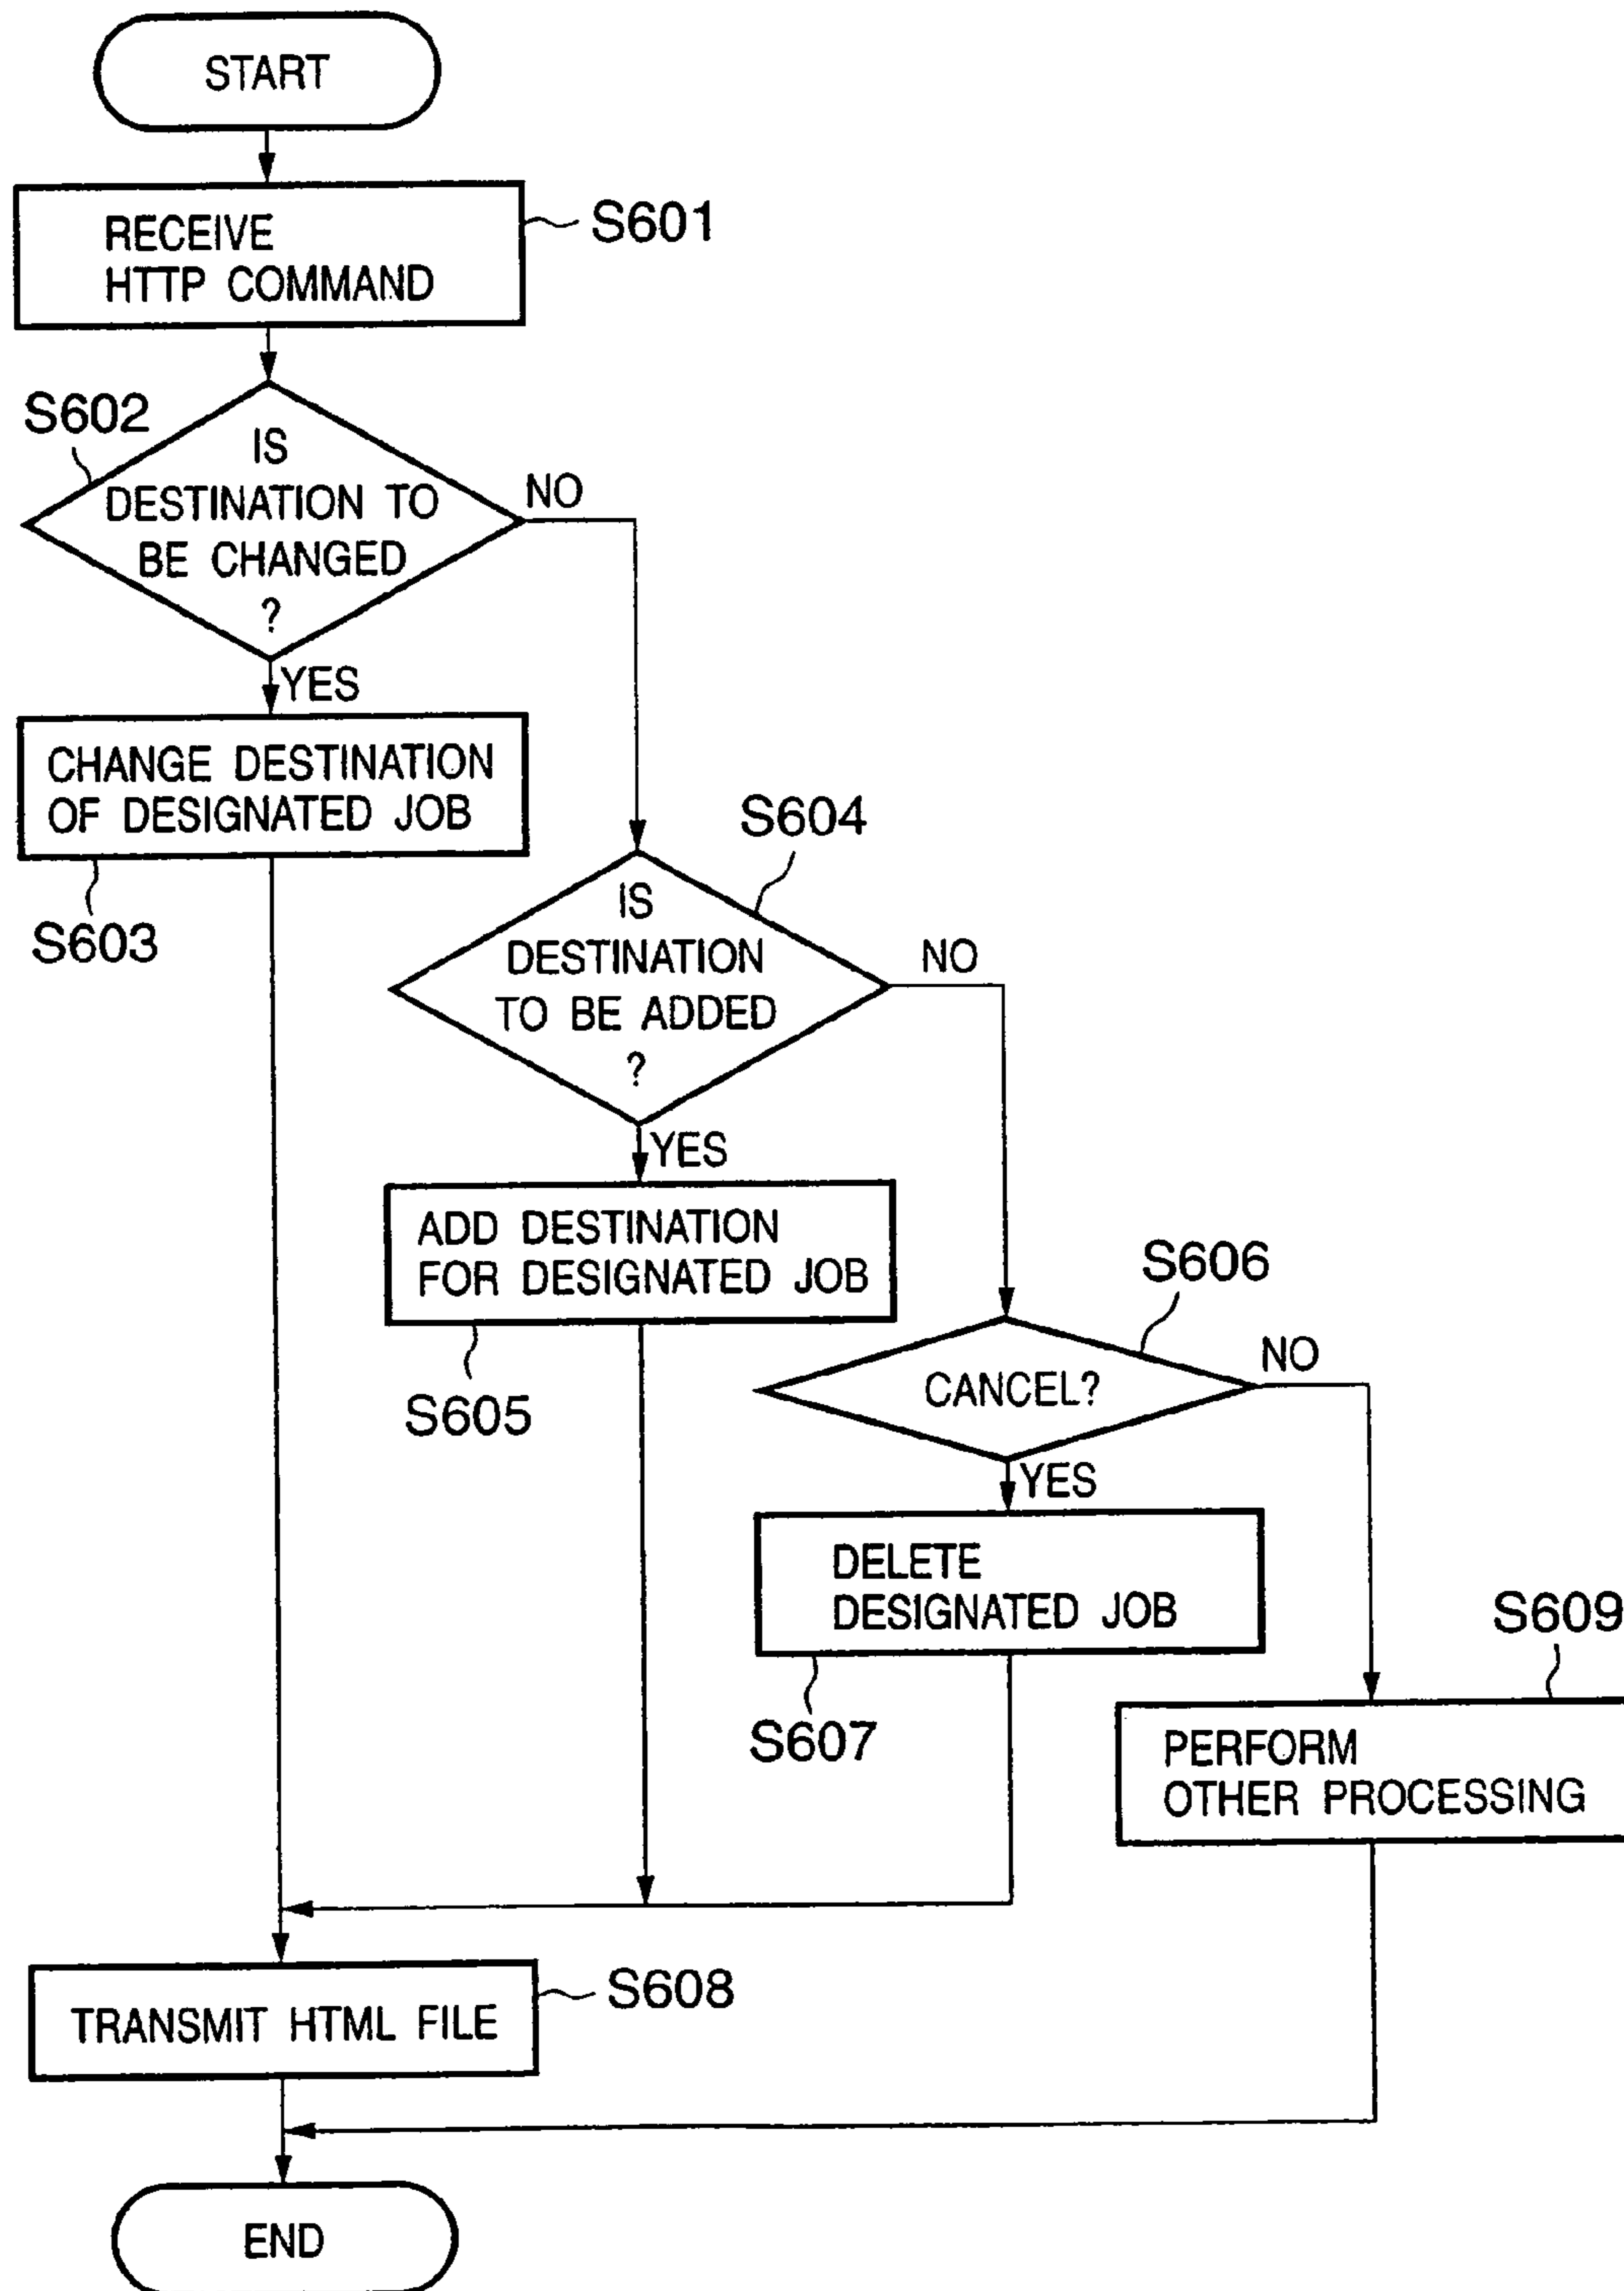 START
RECEIVE
HTTP COMMAND
S601
S602
IS
DESTINATION TO
BE CHANGED
?
NO
YES
CHANGE DESTINATION
OF DESIGNATED JOB
S603
S604
IS
DESTINATION
TO BE ADDED
?
NO
YES
ADD DESTINATION
FOR DESIGNATED JOB
S605
S606
CANCEL?
NO
YES
DELETE
DESIGNATED JOB
S607
S609
PERFORM
OTHER PROCESSING
TRANSMIT HTML FILE
S608
END